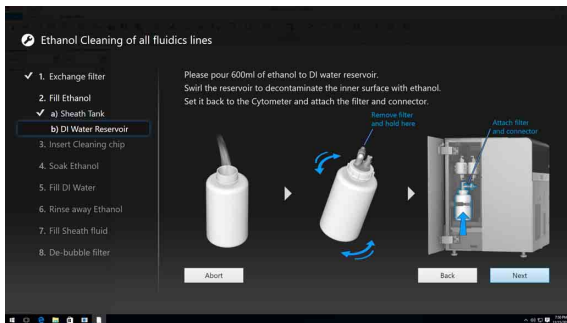 Ethanol Cleaning of all fluidics lines
1. Exchange filter
2. Fill Ethanol
a) Sheath Tank
b) DI Water Reservoir
3. Insert Cleaning chip
4. Soak Ethanol
5. Fill DI Water
6. Rinse away Ethanol
7. Fill Sheath fluid
8. De-bubble filter
Please pour 600ml of ethanol to DI water reservoir.
Swirl the reservoir to decontaminate the inner surface with ethanol.
Set it back to the Cytometer and attach the filter and connector.
Remove filter
and hold here
Attach filter
and connector
Abort
Back
Next